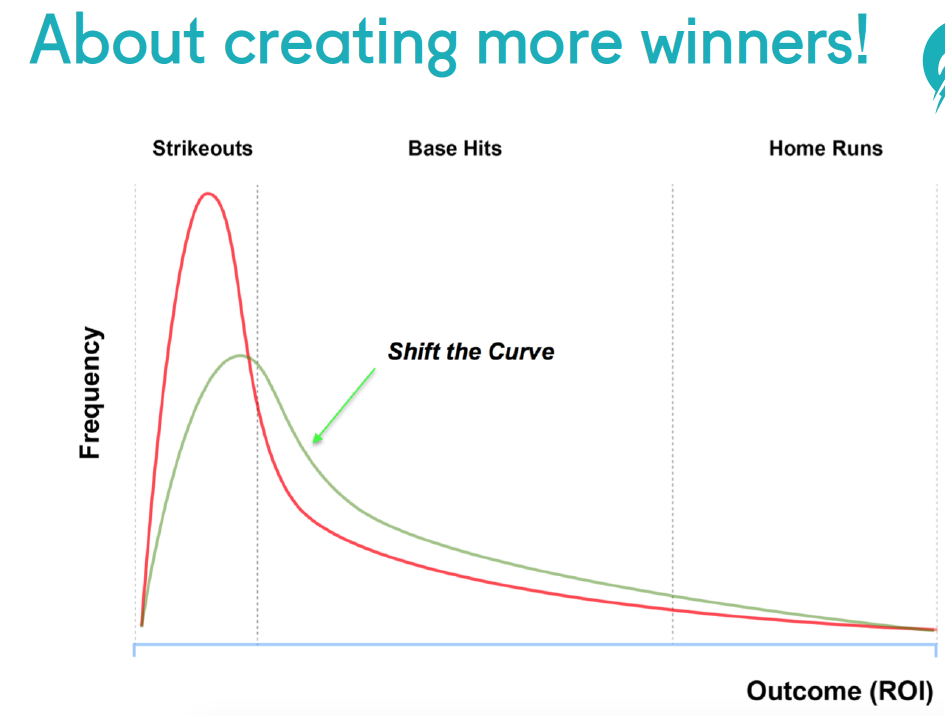 About creating more winners!
Strikeouts
Base Hits
Home Runs
Shift the Curve
Frequency
Outcome (ROI)